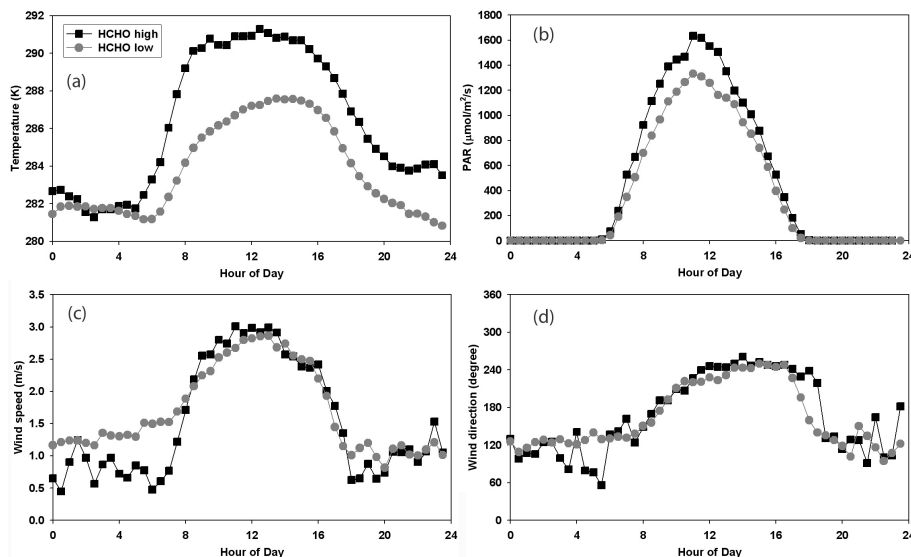 292
290
288
286
284
282
280
Temperature (K)
HCHO high
HCHO low
(a)
0 4 8 12 16 20 24
Hour of Day
1800
1600
1400
1200
1000
800
600
400
200
0
PAR (µmol/m²/s)
(b)
0 4 8 12 16 20 24
Hour of Day
3.5
3.0
2.5
2.0
1.5
1.0
0.5
0.0
Wind speed (m/s)
(c)
0 4 8 12 16 20 24
Hour of Day
360
300
240
180
120
60
0
Wind direction (degree)
(d)
0 4 8 12 16 20 24
Hour of Day